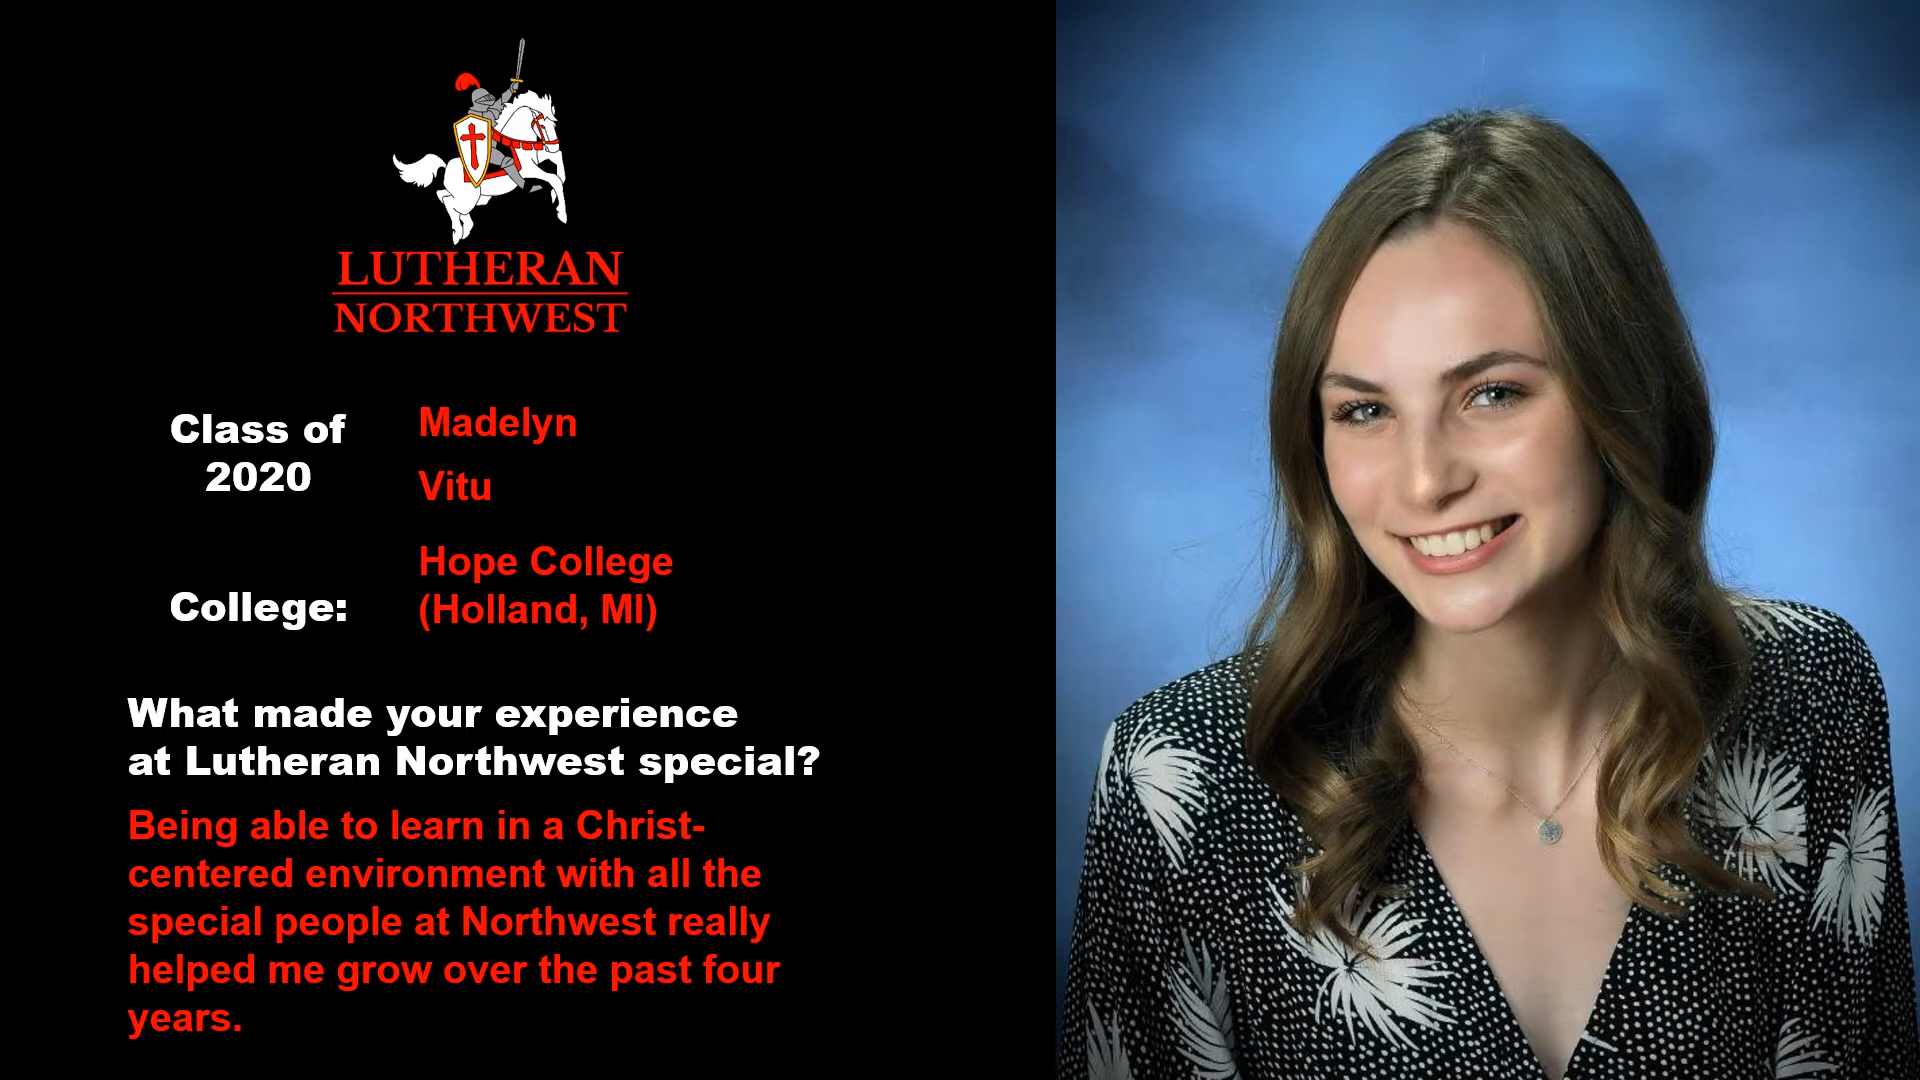 LUTHERAN
NORTHWEST
Class of
2020
Madelyn
Vitu
College:
Hope College
(Holland, MI)
What made your experience
at Lutheran Northwest special?
Being able to learn in a Christ-
centered environment with all the
special people at Northwest really
helped me grow over the past four
years.